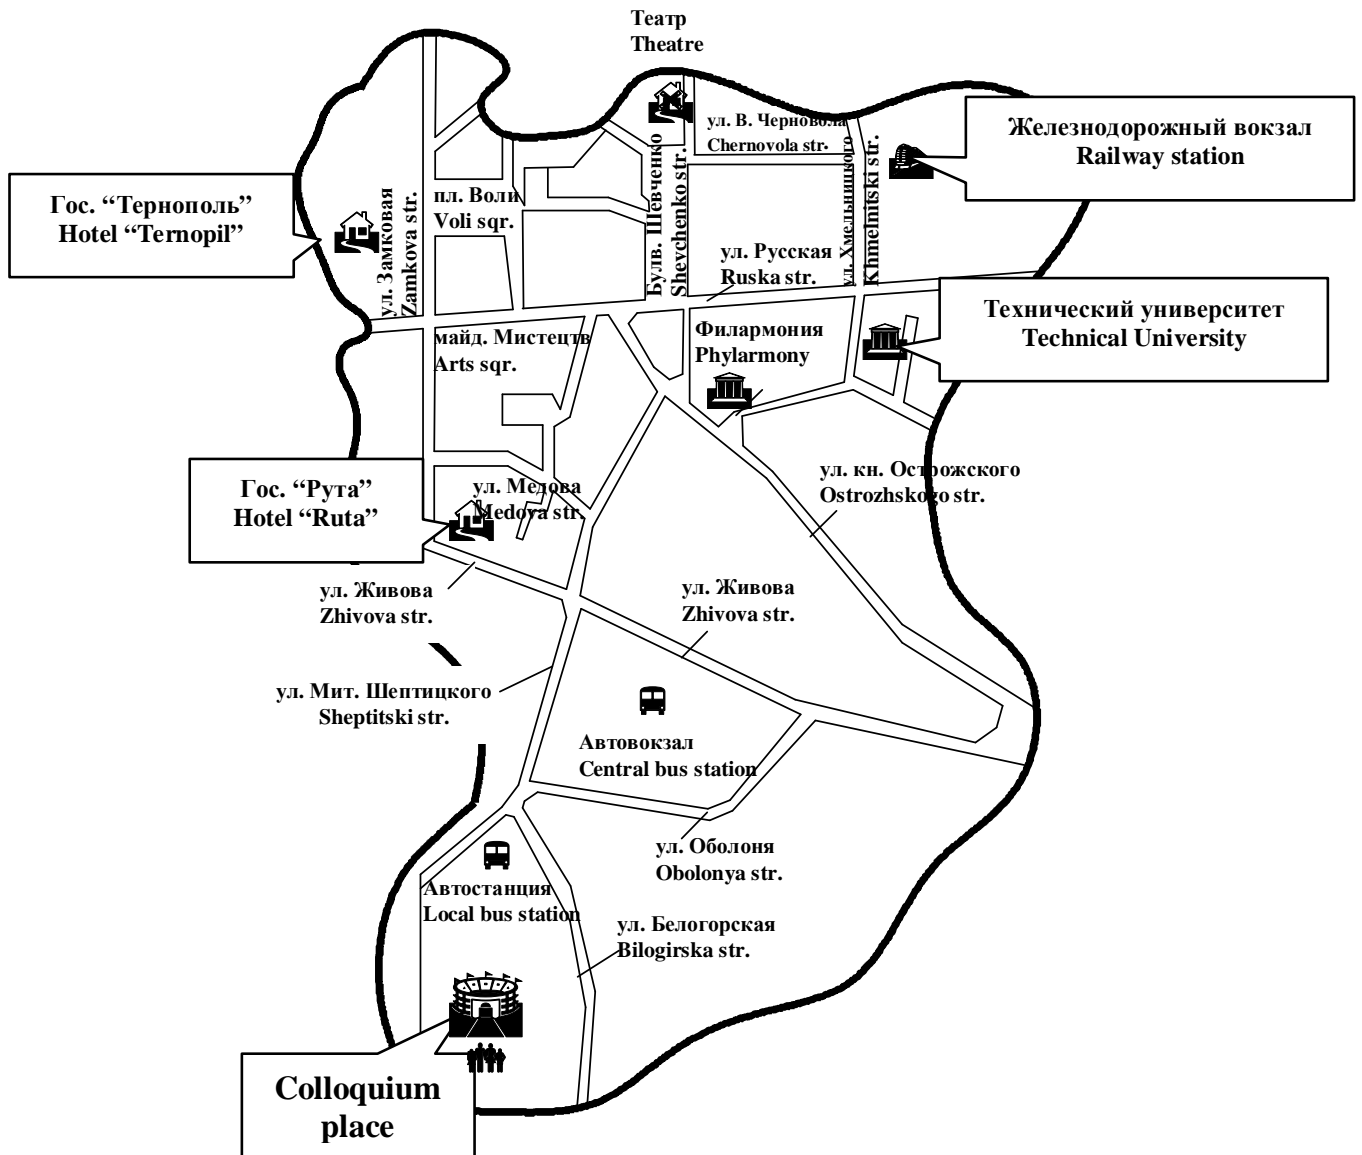 Театр
Theatre
ул. В. Черновола
Chernovola str.
Железнодорожный вокзал
Railway station
Гос. “Тернополь”
Hotel “Ternopil”
ул. Замковая
Zamkova str.
пл. Воли
Voli sqr.
Булв. Шевченко
Shevchenko str.
ул. Хмельницкого
Khmelnitski str.
ул. Русская
Ruska str.
Технический университет
Technical University
майд. Мистецтв
Arts sqr.
Филармония
Phylarmony
Гос. “Рута”
Hotel “Ruta”
ул. Медова
Medova str.
ул. кн. Острожского
Ostrozhskogo str.
ул. Живова
Zhivova str.
ул. Живова
Zhivova str.
ул. Мит. Шептицкого
Sheptitski str.
Автовокзал
Central bus station
ул. Оболоня
Obolonya str.
Автостанция
Local bus station
ул. Белогорская
Bilogirska str.
Colloquium
place